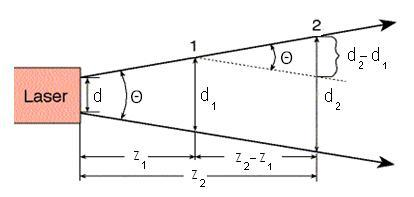 1
2
Θ
d₂-d₁
Laser
d
Θ
d₁
d₂
z₁
z₂-z₁
z₂